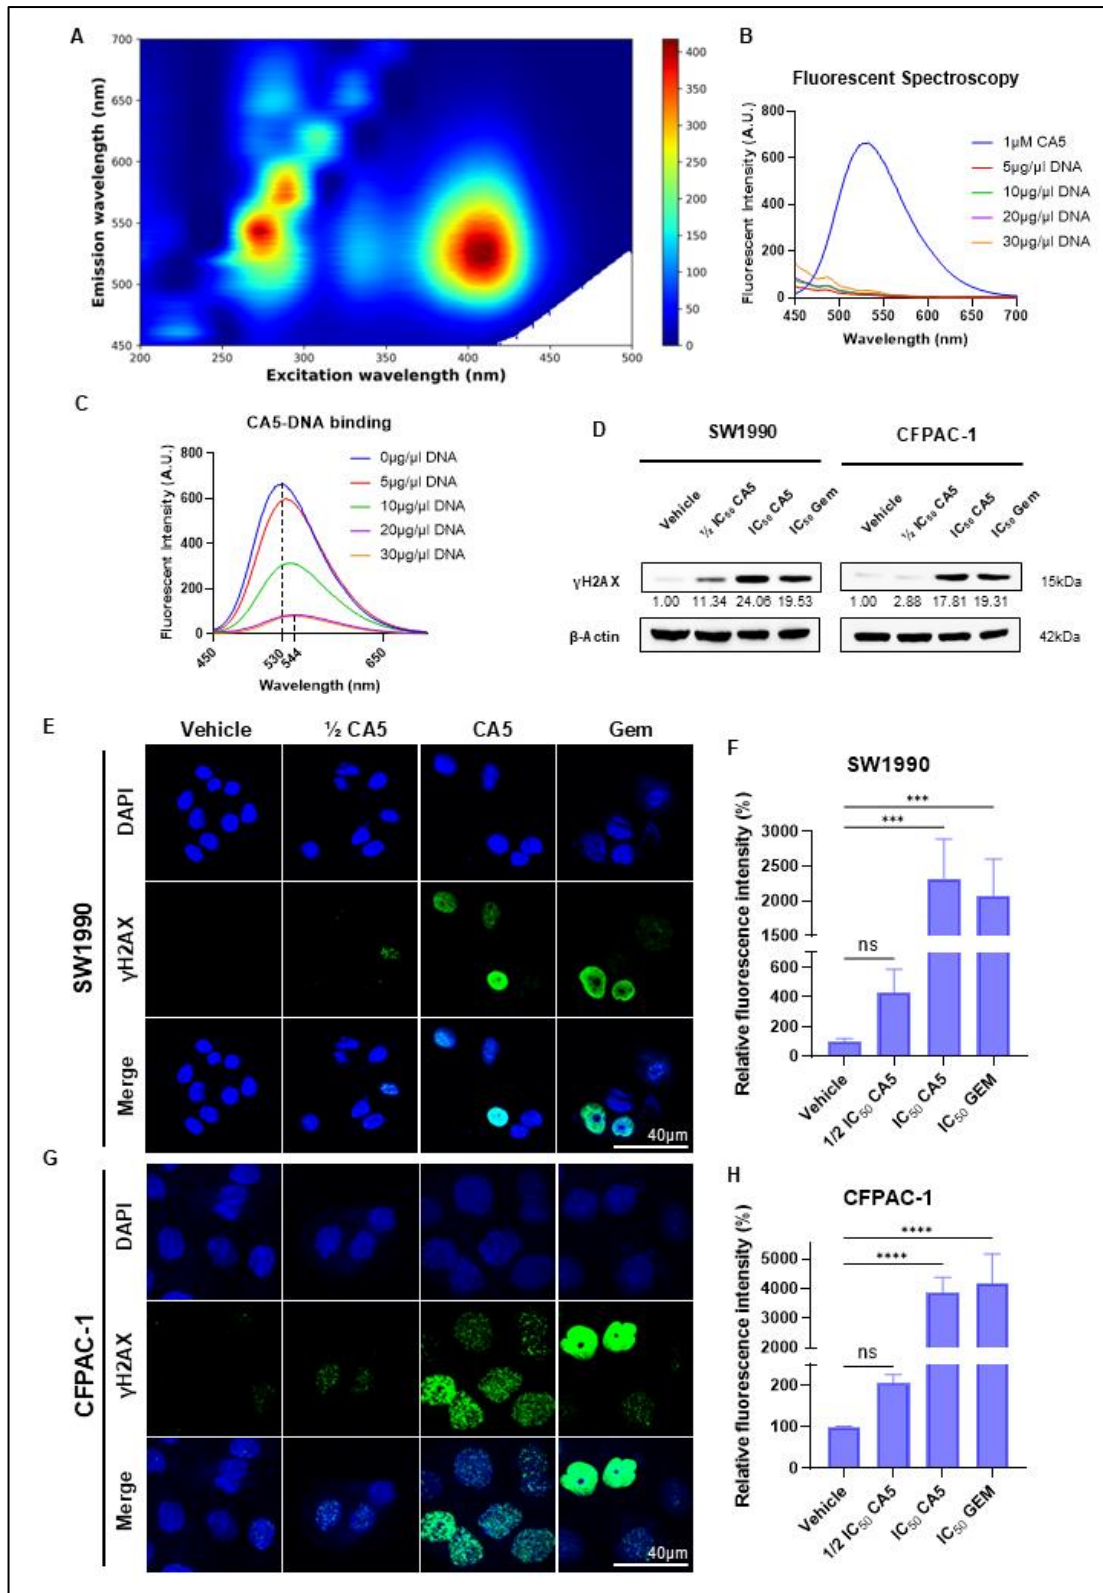 A
700
650
600
550
500
450
200
250
300
350
400
450
500
Emission wavelength (nm)
Excitation wavelength (nm)
400
350
300
250
200
150
100
50
0
B
Fluorescent Spectroscopy
Fluorescent Intensity (A.U.)
800
600
400
200
0
450 500 550 600 650 700
Wavelength (nm)
1µM CA5
5µg/µl DNA
10µg/µl DNA
20µg/µl DNA
30µg/µl DNA
C
CA5-DNA binding
Fluorescent Intensity (A.U.)
800
600
400
200
0
450
530
544
650
Wavelength (nm)
0µg/µl DNA
5µg/µl DNA
10µg/µl DNA
20µg/µl DNA
30µg/µl DNA
D
SW1990
CFPAC-1
Vehicle
½ IC₅₀ CA5
IC₅₀ CA5
IC₅₀ Gem
Vehicle
½ IC₅₀ CA5
IC₅₀ CA5
IC₅₀ Gem
γH2AX
15kDa
1.00 11.34 24.06 19.53
1.00 2.88 17.81 19.31
β-Actin
42kDa
E
Vehicle
½ CA5
CA5
Gem
SW1990
DAPI
γH2AX
Merge
40µm
F
SW1990
Relative fluorescence intensity (%)
3000
2500
2000
1500
600
400
200
0
ns
***
***
Vehicle
1/2 IC₅₀ CA5
IC₅₀ CA5
IC₅₀ GEM
G
CFPAC-1
DAPI
γH2AX
Merge
40µm
H
CFPAC-1
Relative fluorescence intensity (%)
5000
4000
3000
2000
200
100
0
ns
****
****
Vehicle
1/2 IC₅₀ CA5
IC₅₀ CA5
IC₅₀ GEM